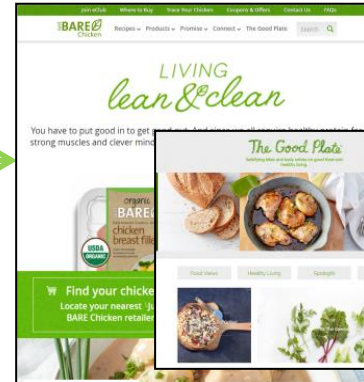 Join eClub Where to Buy Trace Your Chicken Coupons & Offers Contact Us FAQs
BARE Chicken
Recipes Products Promise Connect The Good Plate Search
LIVING
lean & clean
You have to put good in to get
strong muscles and clever mind
The Good Plate
organic
BARE
chicken
breast fille
USDA
ORGANIC
Food Views Healthy Living Spotlight
Find your chicke
Locate your nearest
BARE Chicken retailer